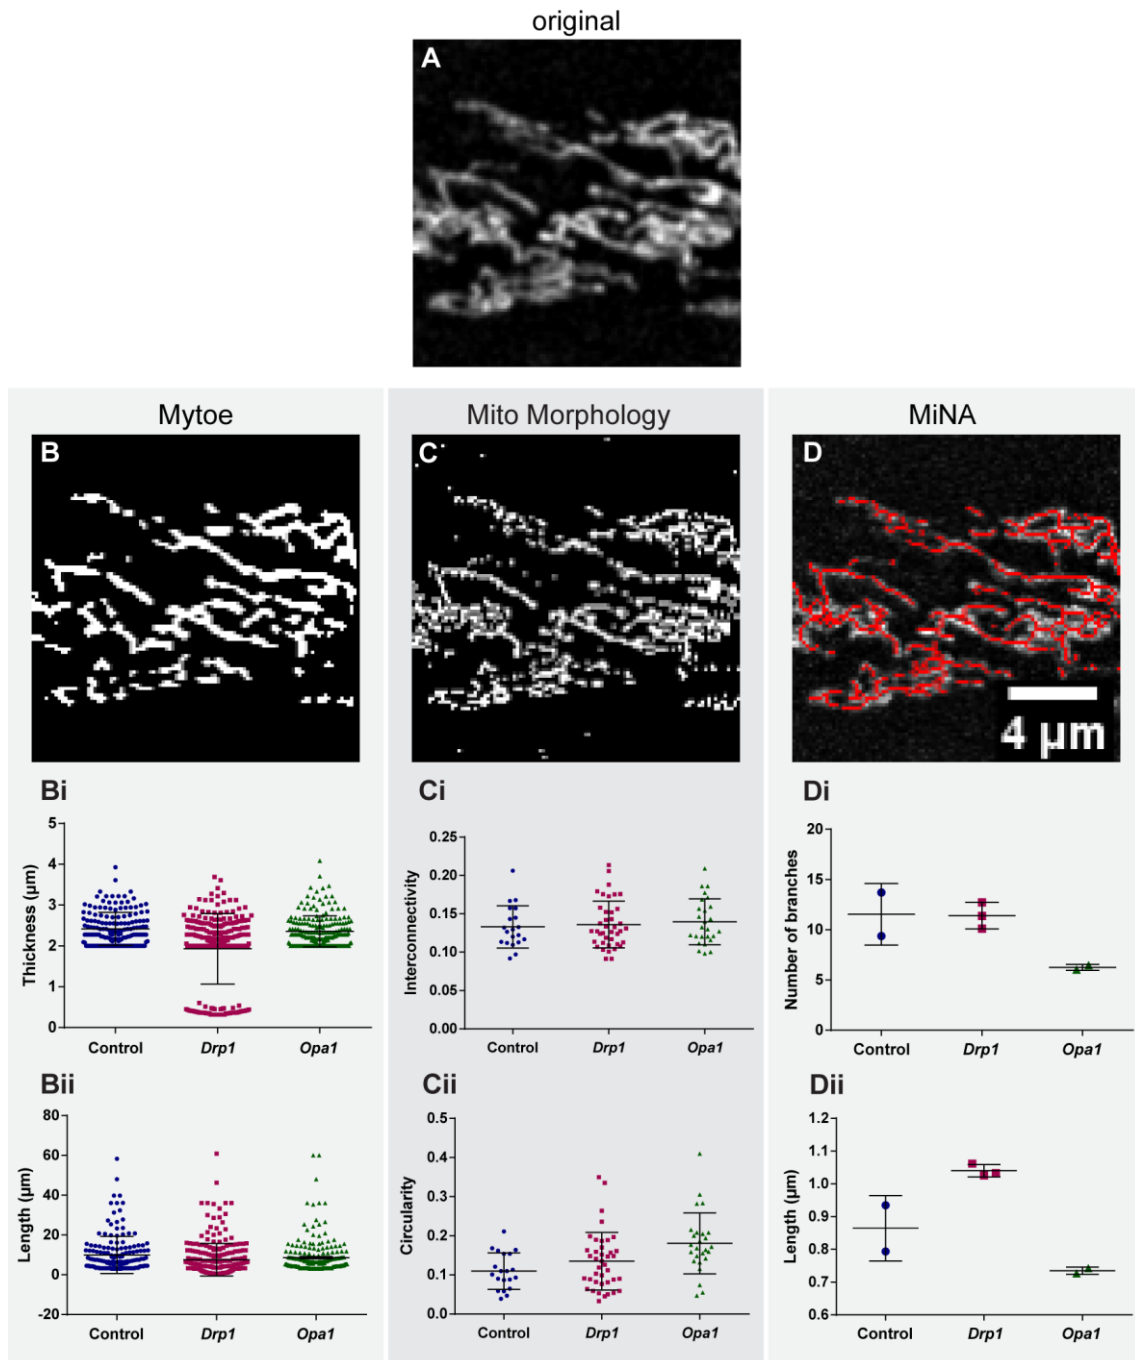 original
A
Mytoe
Mito Morphology
MiNA
B
C
D
4 μm
Bi
Ci
Di
Thickness (μm)
5
4
3
2
1
0
Control
Drp1
Opa1
Interconnectivity
0.25
0.20
0.15
0.10
0.05
0.00
Control
Drp1
Opa1
Number of branches
20
15
10
5
0
Control
Drp1
Opa1
Bii
Cii
Dii
Length (μm)
80
60
40
20
0
-20
Control
Drp1
Opa1
Circularity
0.5
0.4
0.3
0.2
0.1
0.0
Control
Drp1
Opa1
Length (μm)
1.2
1.1
1.0
0.9
0.8
0.7
0.6
Control
Drp1
Opa1